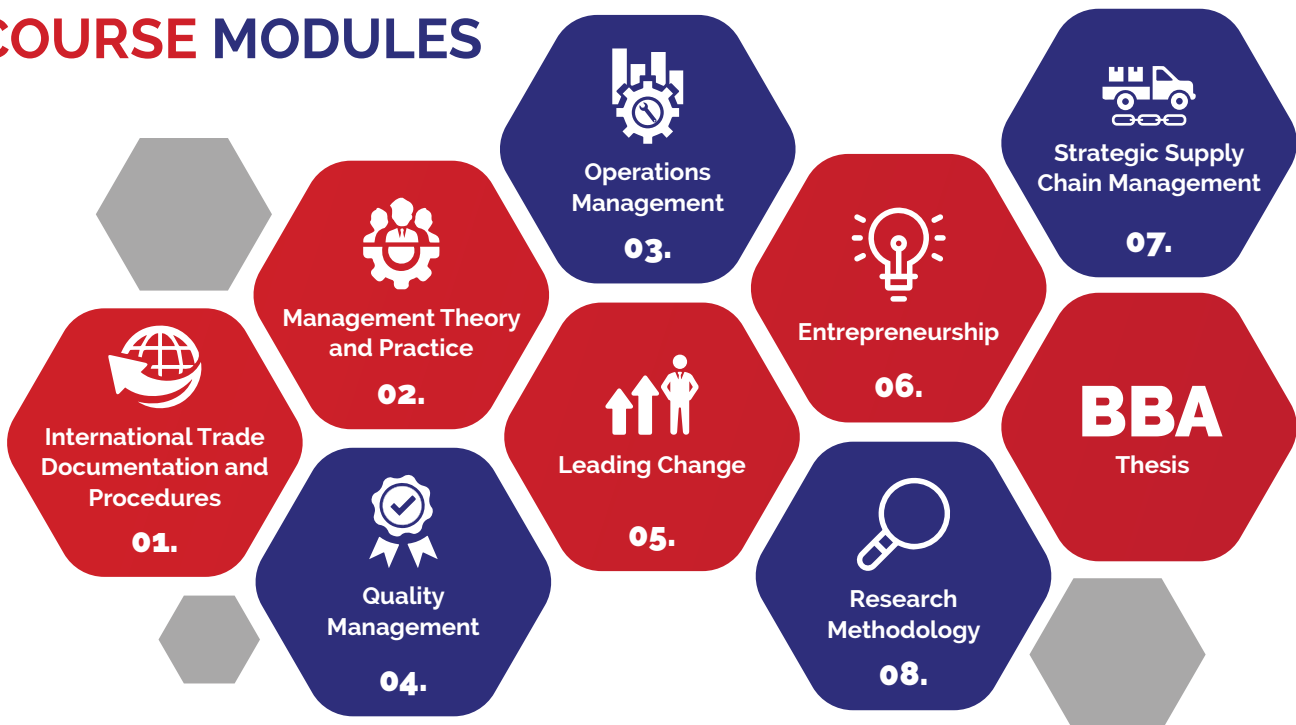 COURSE MODULES
International Trade
Documentation and
Procedures
01.
Management Theory
and Practice
02.
Operations
Management
03.
Quality
Management
04.
Leading Change
05.
Entrepreneurship
06.
Strategic Supply
Chain Management
07.
Research
Methodology
08.
BBA
Thesis